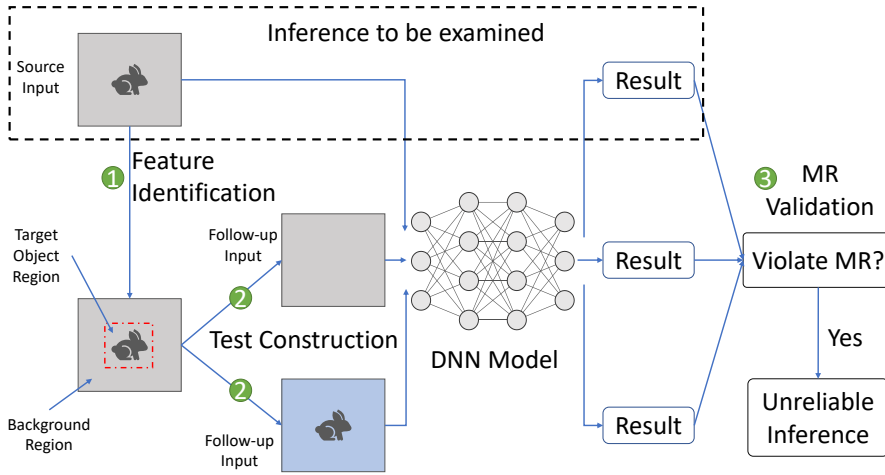 Inference to be examined
Source
Input
Result
1
Feature
Identification
3
MR
Validation
Target
Object
Region
Follow-up
Input
Result
Violate MR?
2
Test Construction
DNN Model
Yes
2
Background
Region
Follow-up
Input
Result
Unreliable
Inference